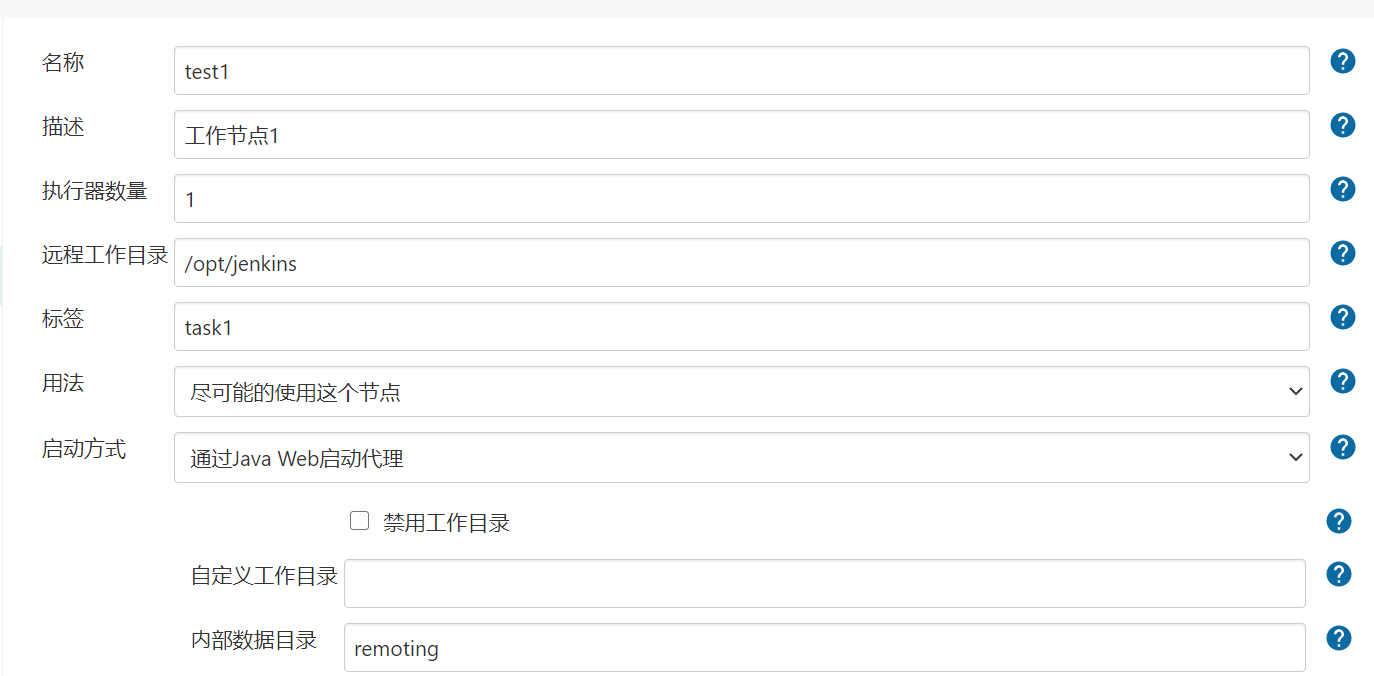 名称
test1
描述
工作节点1
执行器数量
1
远程工作目录
/opt/jenkins
标签
task1
用法
尽可能的使用这个节点
启动方式
通过Java Web启动代理
禁用工作目录
自定义工作目录
内部数据目录
remoting